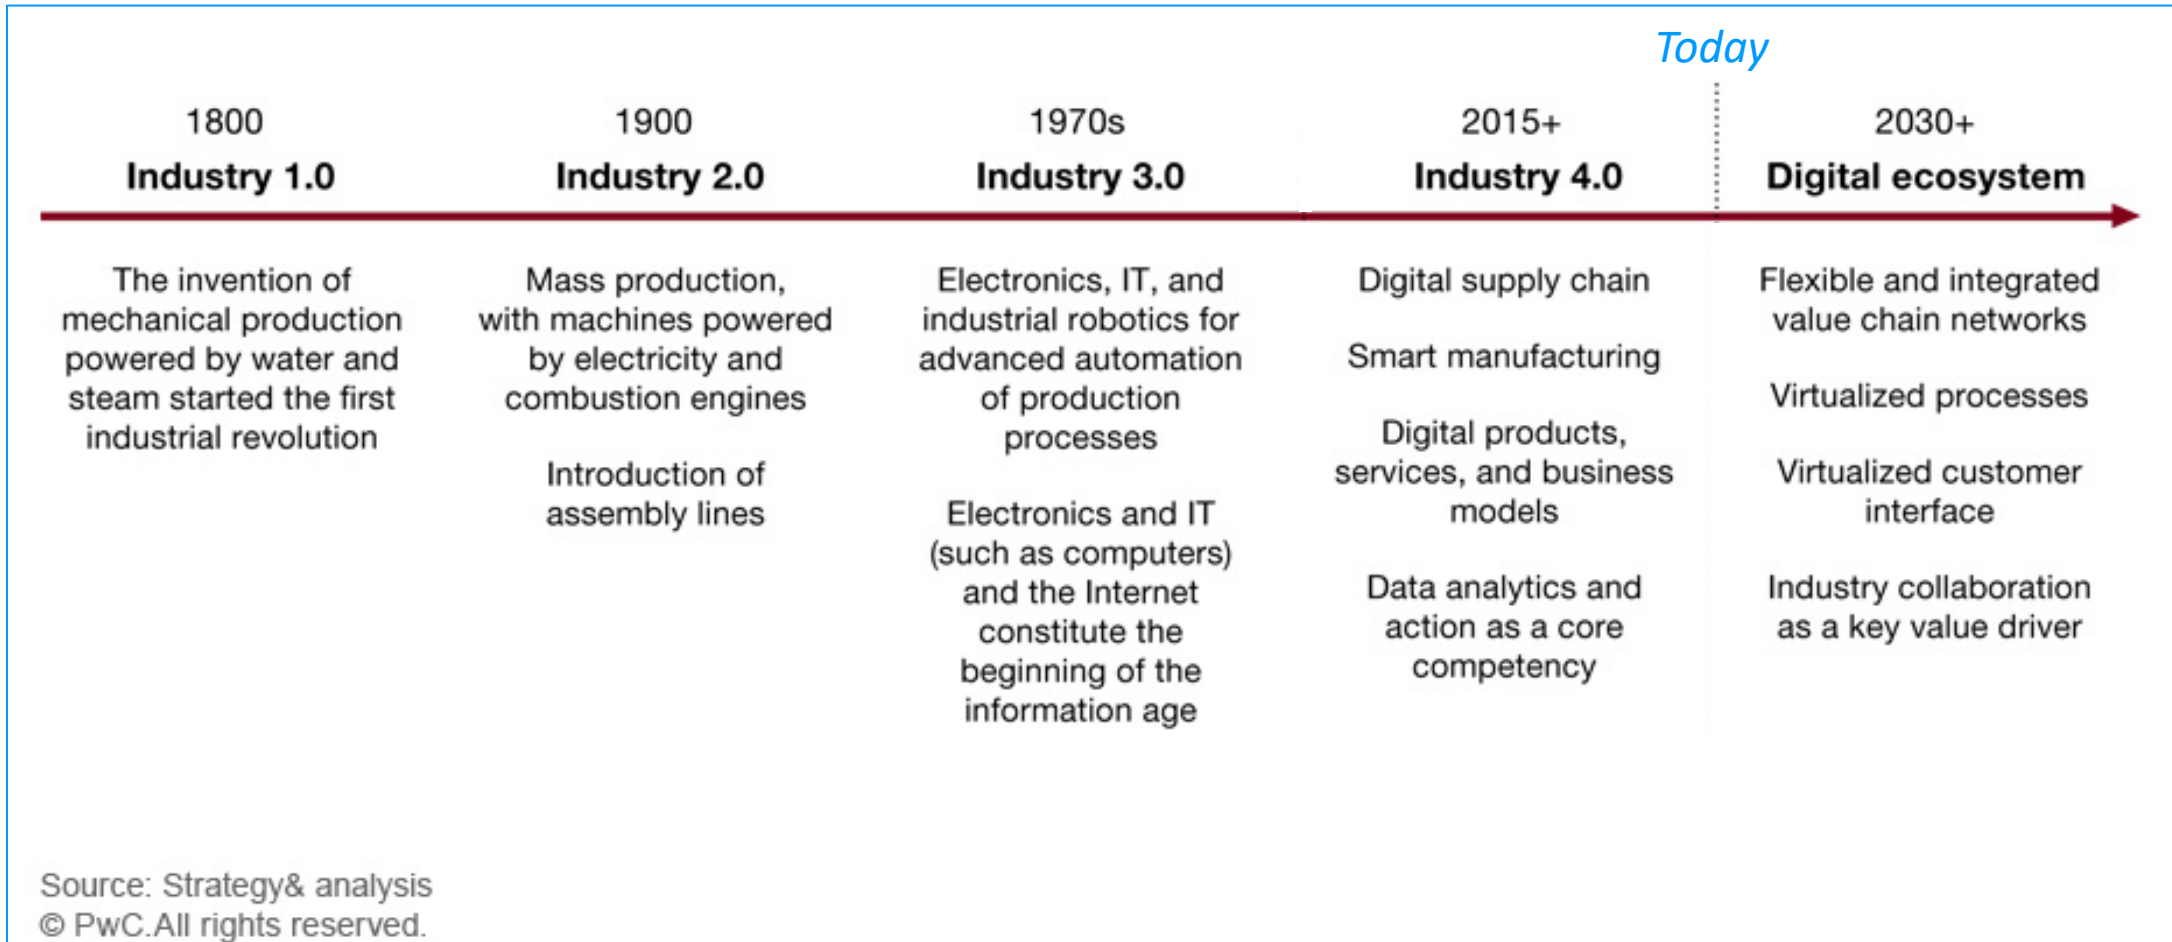 Today
1800
Industry 1.0
The invention of
mechanical production
powered by water and
steam started the first
industrial revolution
1900
Industry 2.0
Mass production,
with machines powered
by electricity and
combustion engines
Introduction of
assembly lines
1970s
Industry 3.0
Electronics, IT, and
industrial robotics for
advanced automation
of production
processes
Electronics and IT
(such as computers)
and the Internet
constitute the
beginning of the
information age
2015+
Industry 4.0
Digital supply chain
Smart manufacturing
Digital products,
services, and business
models
Data analytics and
action as a core
competency
2030+
Digital ecosystem
Flexible and integrated
value chain networks
Virtualized processes
Virtualized customer
interface
Industry collaboration
as a key value driver
Source: Strategy& analysis
© PwC.All rights reserved.